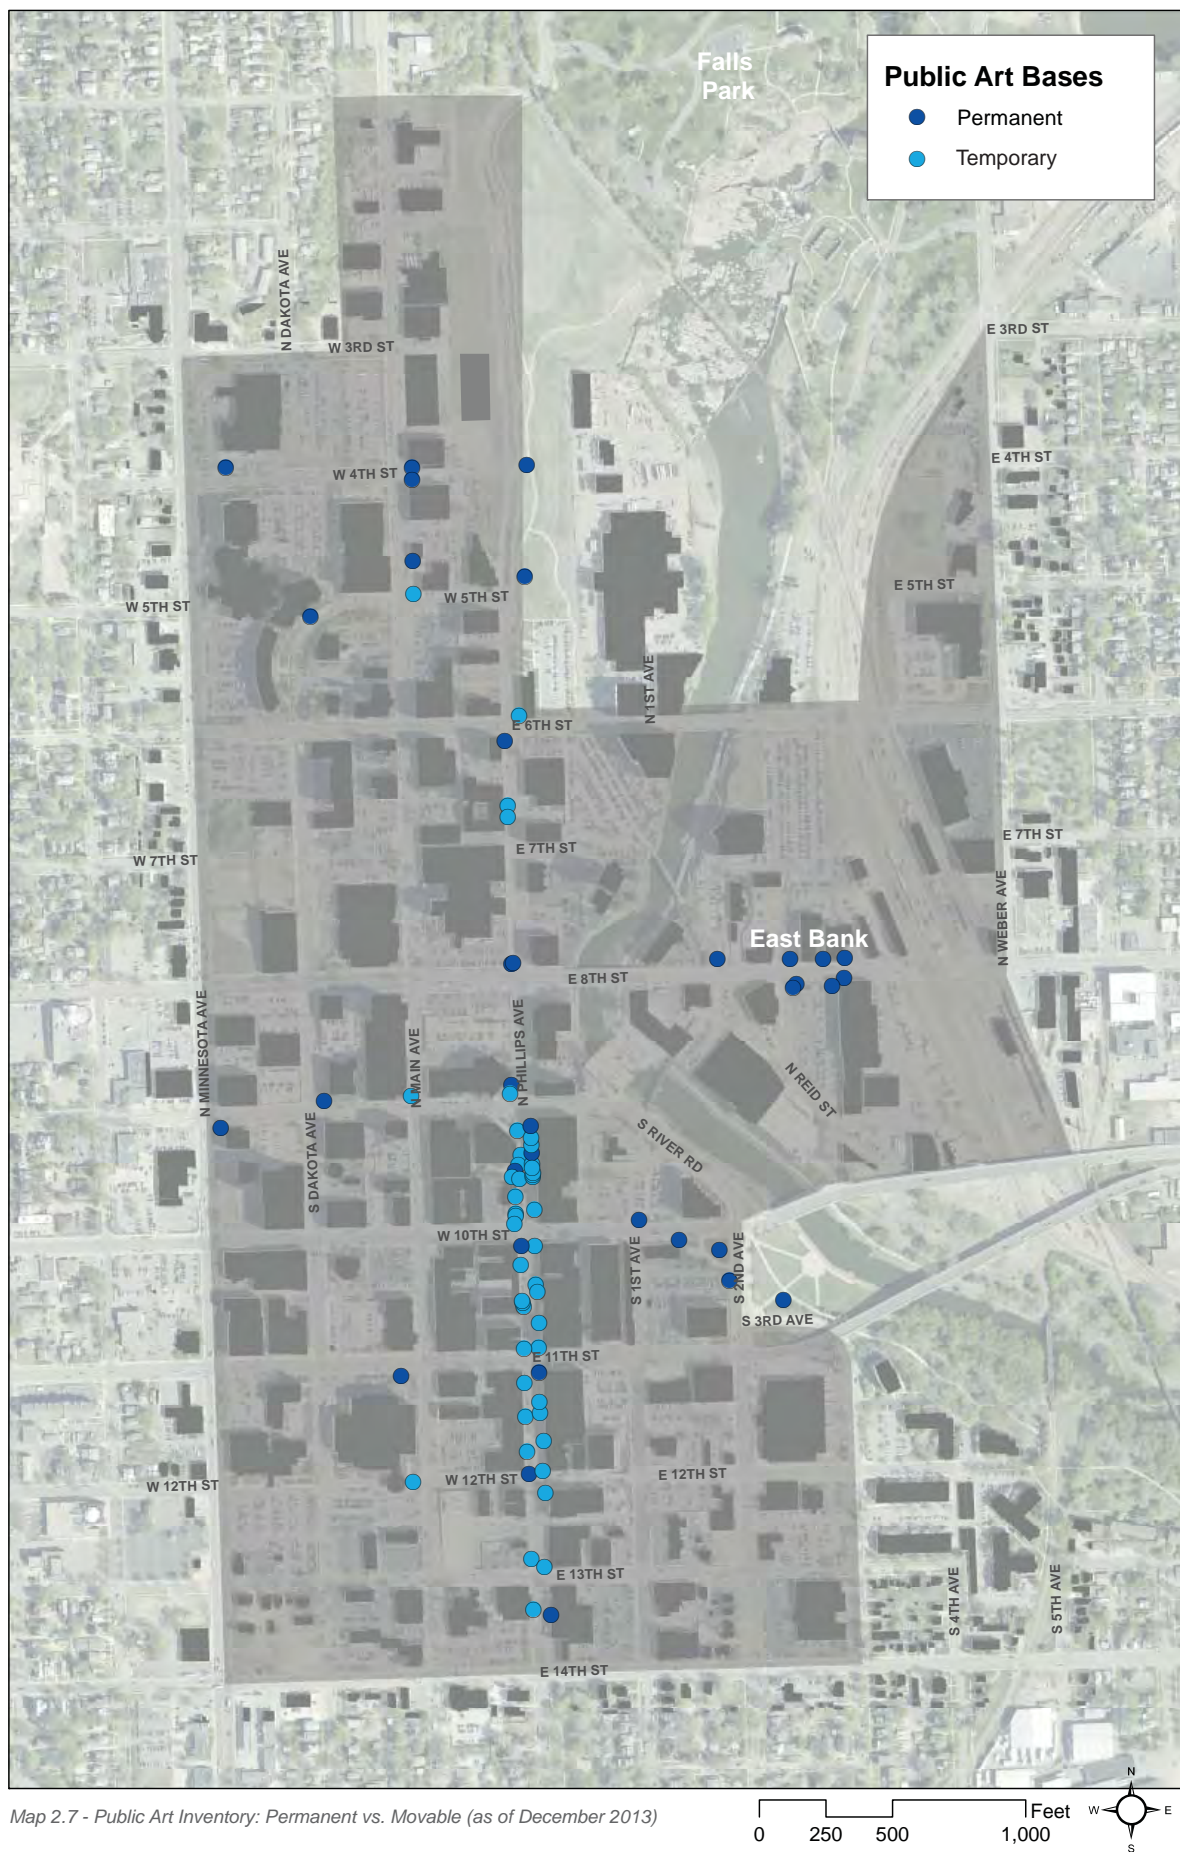 Falls
Park
Public Art Bases
Permanent
Temporary
N DAKOTA AVE
W 3RD ST
E 3RD ST
W 4TH ST
E 4TH ST
E 5TH ST
W 5TH ST
W 5TH ST
N 1ST AVE
E 6TH ST
E 7TH ST
E 7TH ST
W 7TH ST
N WEBER AVE
East Bank
E 8TH ST
N MINNESOTA AVE
N MAIN AVE
N PHILLIPS AVE
N REID ST
S RIVER RD
S DAKOTA AVE
W 10TH ST
S 1ST AVE
S 2ND AVE
S 3RD AVE
E 11TH ST
W 12TH ST
W 12TH ST
E 12TH ST
E 13TH ST
S 4TH AVE
S 5TH AVE
E 14TH ST
Map 2.7 - Public Art Inventory: Permanent vs. Movable (as of December 2013)
Feet
0 250 500 1,000
N
W E
S